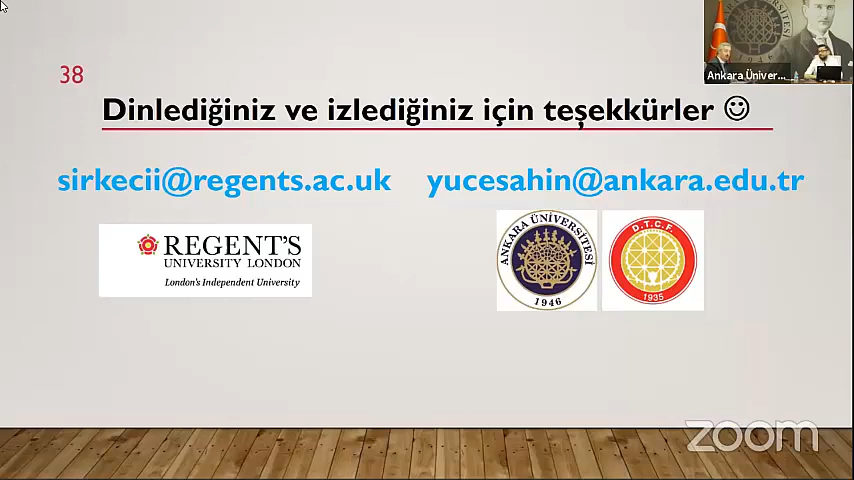 38
Dinlediğiniz ve izlediğiniz için teşekkürler ☺
sirkecii@regents.ac.uk
yucesahin@ankara.edu.tr
REGENT'S
UNIVERSITY LONDON
London's Independent University
ANKARA ÜNİVERSİTESİ
1946
D.T.C.F.
1935
Ankara Üniver...
zoom